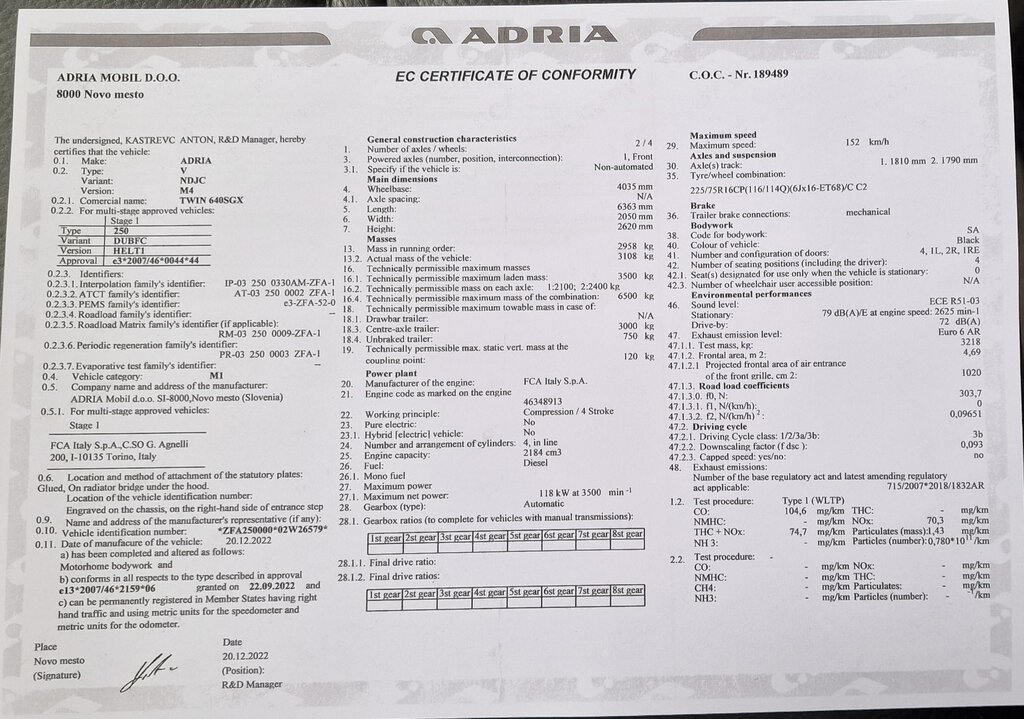 ADRIA
ADRIA MOBIL D.O.O.
8000 Novo mesto
EC CERTIFICATE OF CONFORMITY
C.O.C. - Nr. 189489
The undersigned, KASTREVC ANTON, R&D Manager, hereby
certifies that the vehicle:
0.1. Make: ADRIA
0.2. Type: V
Variant: NDJC
Version: M4
0.2.1. Comercial name: TWIN 640SGX
0.2.2. For multi-stage approved vehicles:
Stage 1
Type 250
Variant DUBFC
Version HELT1
Approval e3*2007/46*0044*44
0.2.3. Identifiers:
0.2.3.1. Interpolation family's identifier: IP-03 250 0330AM-ZFA-1
0.2.3.2. ATCT family's identifier: AT-03 250 0002 ZFA-1
0.2.3.3. PEMS family's identifier: e3-ZFA-52-0
0.2.3.4. Roadload family's identifier: --
0.2.3.5. Roadload Matrix family's identifier (if applicable):
RM-03 250 0009-ZFA-1
0.2.3.6. Periodic regeneration family's identifier:
PR-03 250 0003 ZFA-1
0.2.3.7. Evaporative test family's identifier: --
0.4. Vehicle category: M1
0.5. Company name and address of the manufacturer:
ADRIA Mobil d.o.o. SI-8000,Novo mesto (Slovenia)
0.5.1. For multi-stage approved vehicles:
Stage 1
FCA Italy S.p.A.,C.SO G. Agnelli
200, I-10135 Torino, Italy
0.6. Location and method of attachment of the statutory plates:
Glued, On radiator bridge under the hood.
Location of the vehicle identification number:
Engraved on the chassis, on the right-hand side of entrance step
0.9. Name and address of the manufacturer's representative (if any):
0.10. Vehicle identification number: *ZFA250000*02W26579*
0.11. Date of manufacure of the vehicle: 20.12.2022
a) has been completed and altered as follows:
Motorhome bodywork and
b) conforms in all respects to the type described in approval
e13*2007/46*2159*06 granted on 22.09.2022 and
c) can be permanently registered in Member States having right
hand traffic and using metric units for the speedometer and
metric units for the odometer.
Place
Novo mesto
(Signature)
Date
20.12.2022
(Position):
R&D Manager
General construction characteristics
1. Number of axles / wheels: 2 / 4
3. Powered axles (number, position, interconnection): 1, Front
3.1. Specify if the vehicle is: Non-automated
Main dimensions
4. Wheelbase: 4035 mm
4.1. Axle spacing: N/A
5. Length: 6363 mm
6. Width: 2050 mm
7. Height: 2620 mm
Masses
13. Mass in running order: 2958 kg
13.2. Actual mass of the vehicle: 3108 kg
16. Technically permissible maximum masses
16.1. Technically permissible maximum laden mass: 3500 kg
16.2. Technically permissible mass on each axle: 1:2100; 2:2400 kg
16.4. Technically permissible maximum mass of the combination: 6500 kg
18. Technically permissible maximum towable mass in case of:
18.1. Drawbar trailer: N/A
18.3. Centre-axle trailer: 3000 kg
18.4. Unbraked trailer: 750 kg
19. Technically permissible max. static vert. mass at the
coupling point: 120 kg
Power plant
20. Manufacturer of the engine: FCA Italy S.p.A.
21. Engine code as marked on the engine
46348913
22. Working principle: Compression / 4 Stroke
23. Pure electric: No
23.1. Hybrid [electric] vehicle: No
24. Number and arrangement of cylinders: 4, in line
25. Engine capacity: 2184 cm3
26. Fuel: Diesel
26.1. Mono fuel
27. Maximum power
27.1. Maximum net power: 118 kW at 3500 min -1
28. Gearbox (type): Automatic
28.1. Gearbox ratios (to complete for vehicles with manual transmissions):
1st gear 2st gear 3st gear 4st gear 5st gear 6st gear 7st gear 8st gear
28.1.1. Final drive ratio:
28.1.2. Final drive ratios:
1st gear 2st gear 3st gear 4st gear 5st gear 6st gear 7st gear 8st gear
Maximum speed
29. Maximum speed: 152 km/h
Axles and suspension
30. Axle(s) track: 1. 1810 mm 2. 1790 mm
35. Tyre/wheel combination:
225/75R16CP(116/114Q)(6Jx16-ET68)/C C2
Brake
36. Trailer brake connections: mechanical
Bodywork
38. Code for bodywork: SA
40. Colour of vehicle: Black
41. Number and configuration of doors: 4, 1L, 2R, 1RE
42. Number of seating positions (including the driver): 4
42.1. Seat(s) designated for use only when the vehicle is stationary: 0
42.3. Number of wheelchair user accessible position: N/A
Environmental performances
46. Sound level: ECE R51-03
Stationary: 79 dB(A)/E at engine speed: 2625 min-1
Drive-by: 72 dB(A)
47. Exhaust emission level: Euro 6 AR
47.1.1. Test mass, kg: 3218
47.1.2. Frontal area, m 2: 4,69
47.1.2.1 Projected frontal area of air entrance
of the front grille, cm 2: 1020
47.1.3. Road load coefficients
47.1.3.0. f0, N: 303,7
47.1.3.1. f1, N/(km/h): 0
47.1.3.2. f2, N/(km/h) 2 : 0,09651
47.2. Driving cycle
47.2.1. Driving Cycle class: 1/2/3a/3b: 3b
47.2.2. Downscaling factor (f dsc ): 0,093
47.2.3. Capped speed: yes/no: no
48. Exhaust emissions:
Number of the base regulatory act and latest amending regulatory
act applicable: 715/2007*2018/1832AR
1.2. Test procedure: Type 1 (WLTP)
CO: 104,6 mg/km THC: - mg/km
NMHC: - mg/km NOx: 70,3 mg/km
THC + NOx: 74,7 mg/km Particulates (mass):1,43 mg/km
NH 3: - mg/km Particles (number):0,780*10 11/km
2.2. Test procedure: -
CO: - mg/km NOx: - mg/km
NMHC: - mg/km THC: - mg/km
CH4: - mg/km Particulates: - mg/km
NH3: - mg/km Particles (number): - -1/km
ADRIA